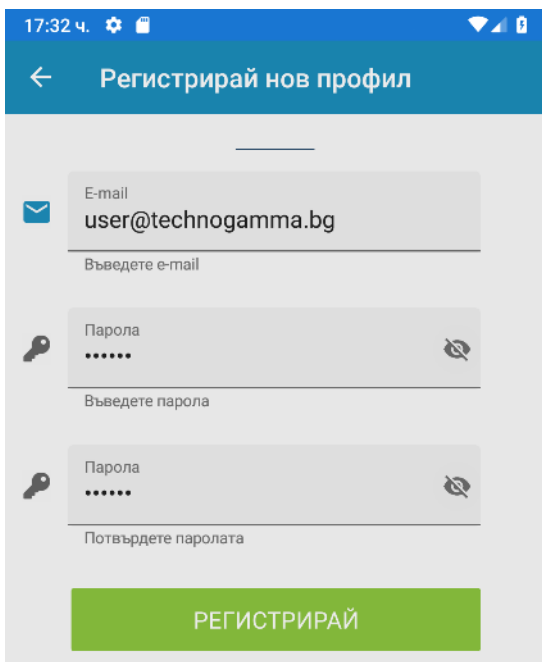 17:32 ч.
Регистрирай нов профил
E-mail
user@technogamma.bg
Въведете e-mail
Парола
••••••
Въведете парола
Парола
••••••
Потвърдете паролата
РЕГИСТРИРАЙ